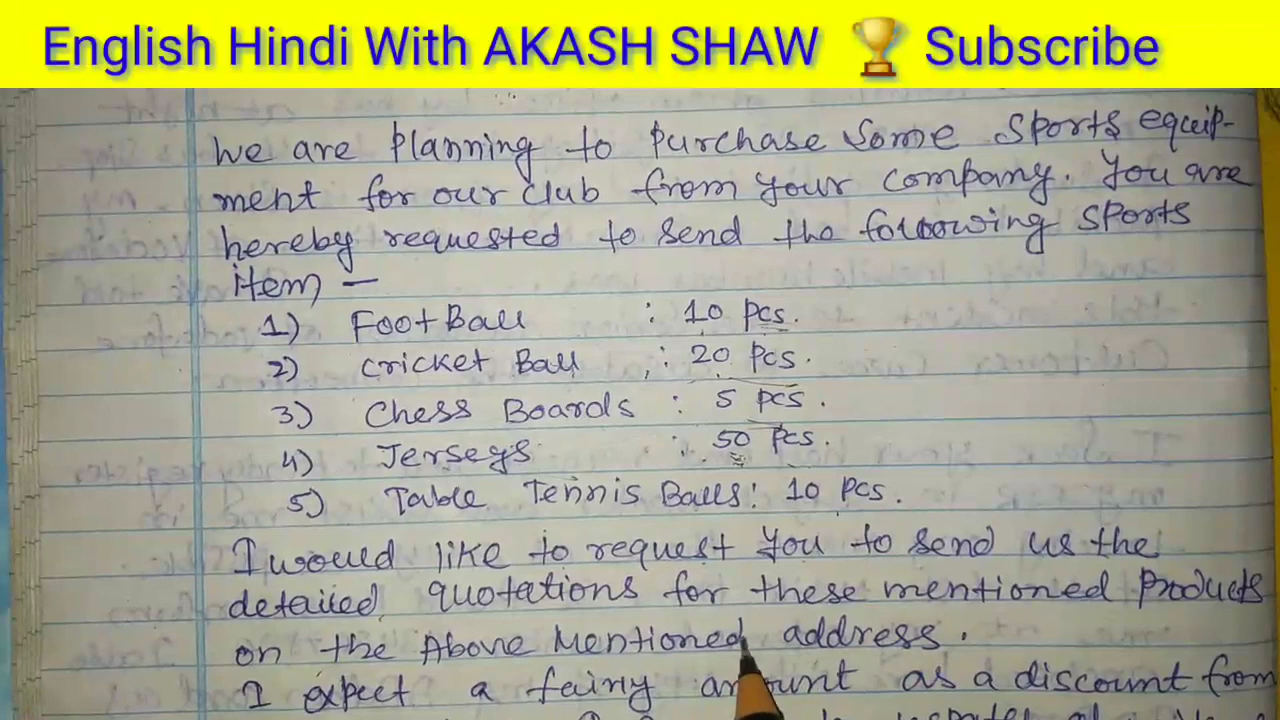 English Hindi With AKASH SHAW 🏆 Subscribe
We are planning to purchase some sports equip-
ment for our club from your company. You are
hereby requested to send the following sports
item -
1) FootBall : 10 pcs.
2) cricket Ball : 20 pcs.
3) Chess Boards : 5 pcs.
4) Jerseys : 50 pcs.
5) Table Tennis Balls : 10 pcs.
I would like to request you to send us the
detailed quotations for these mentioned products
on the Above mentioned address.
I expect a fairly amount as a discount from